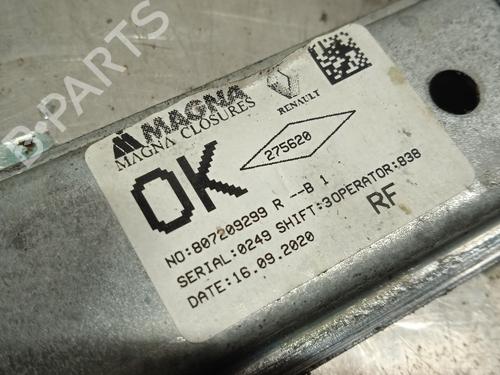 B-PARTS
MAGNA
MAGNA CLOSURES
RENAULT
OK
275620
NO:807209299 R --B 1
SERIAL:0249 SHIFT:3OPERATOR:838
DATE:16.09.2020
RF